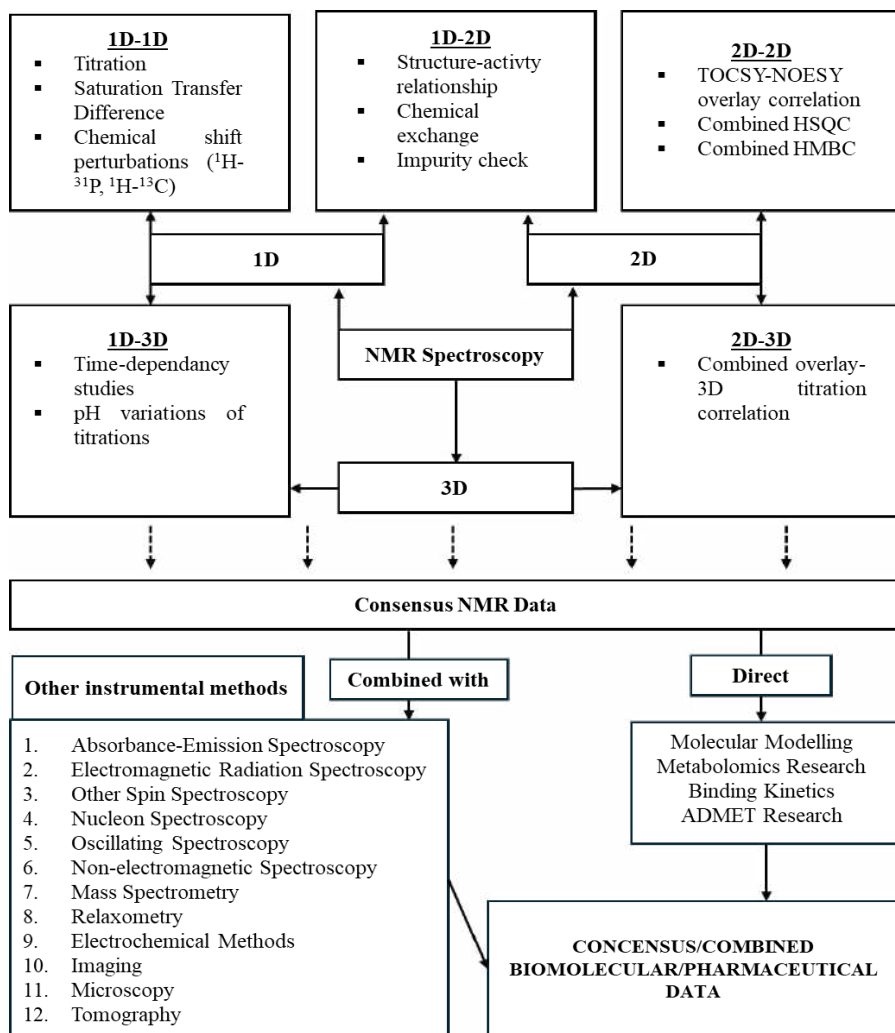 1D-1D
▪ Titration
▪ Saturation Transfer
Difference
▪ Chemical shift
perturbations (¹H-
³¹P, ¹H-¹³C)
1D-2D
▪ Structure-activty
relationship
▪ Chemical
exchange
▪ Impurity check
2D-2D
▪ TOCSY-NOESY
overlay correlation
▪ Combined HSQC
▪ Combined HMBC
1D
2D
1D-3D
▪ Time-dependancy
studies
▪ pH variations of
titrations
NMR Spectroscopy
2D-3D
▪ Combined overlay-
3D titration
correlation
3D
Consensus NMR Data
Other instrumental methods
Combined with
Direct
1. Absorbance-Emission Spectroscopy
2. Electromagnetic Radiation Spectroscopy
3. Other Spin Spectroscopy
4. Nucleon Spectroscopy
5. Oscillating Spectroscopy
6. Non-electromagnetic Spectroscopy
7. Mass Spectrometry
8. Relaxometry
9. Electrochemical Methods
10. Imaging
11. Microscopy
12. Tomography
Molecular Modelling
Metabolomics Research
Binding Kinetics
ADMET Research
CONCENSUS/COMBINED
BIOMOLECULAR/PHARMACEUTICAL
DATA